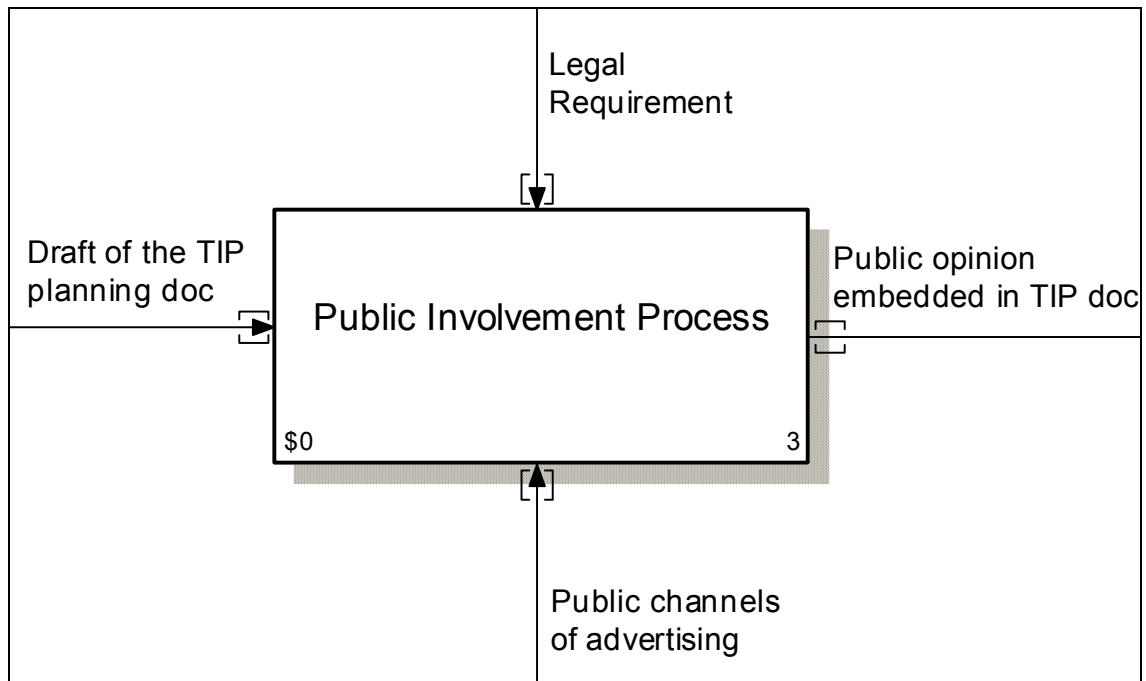 Legal
Requirement
Draft of the TIP
planning doc
Public opinion
embedded in TIP doc
Public Involvement Process
$0
3
Public channels
of advertising